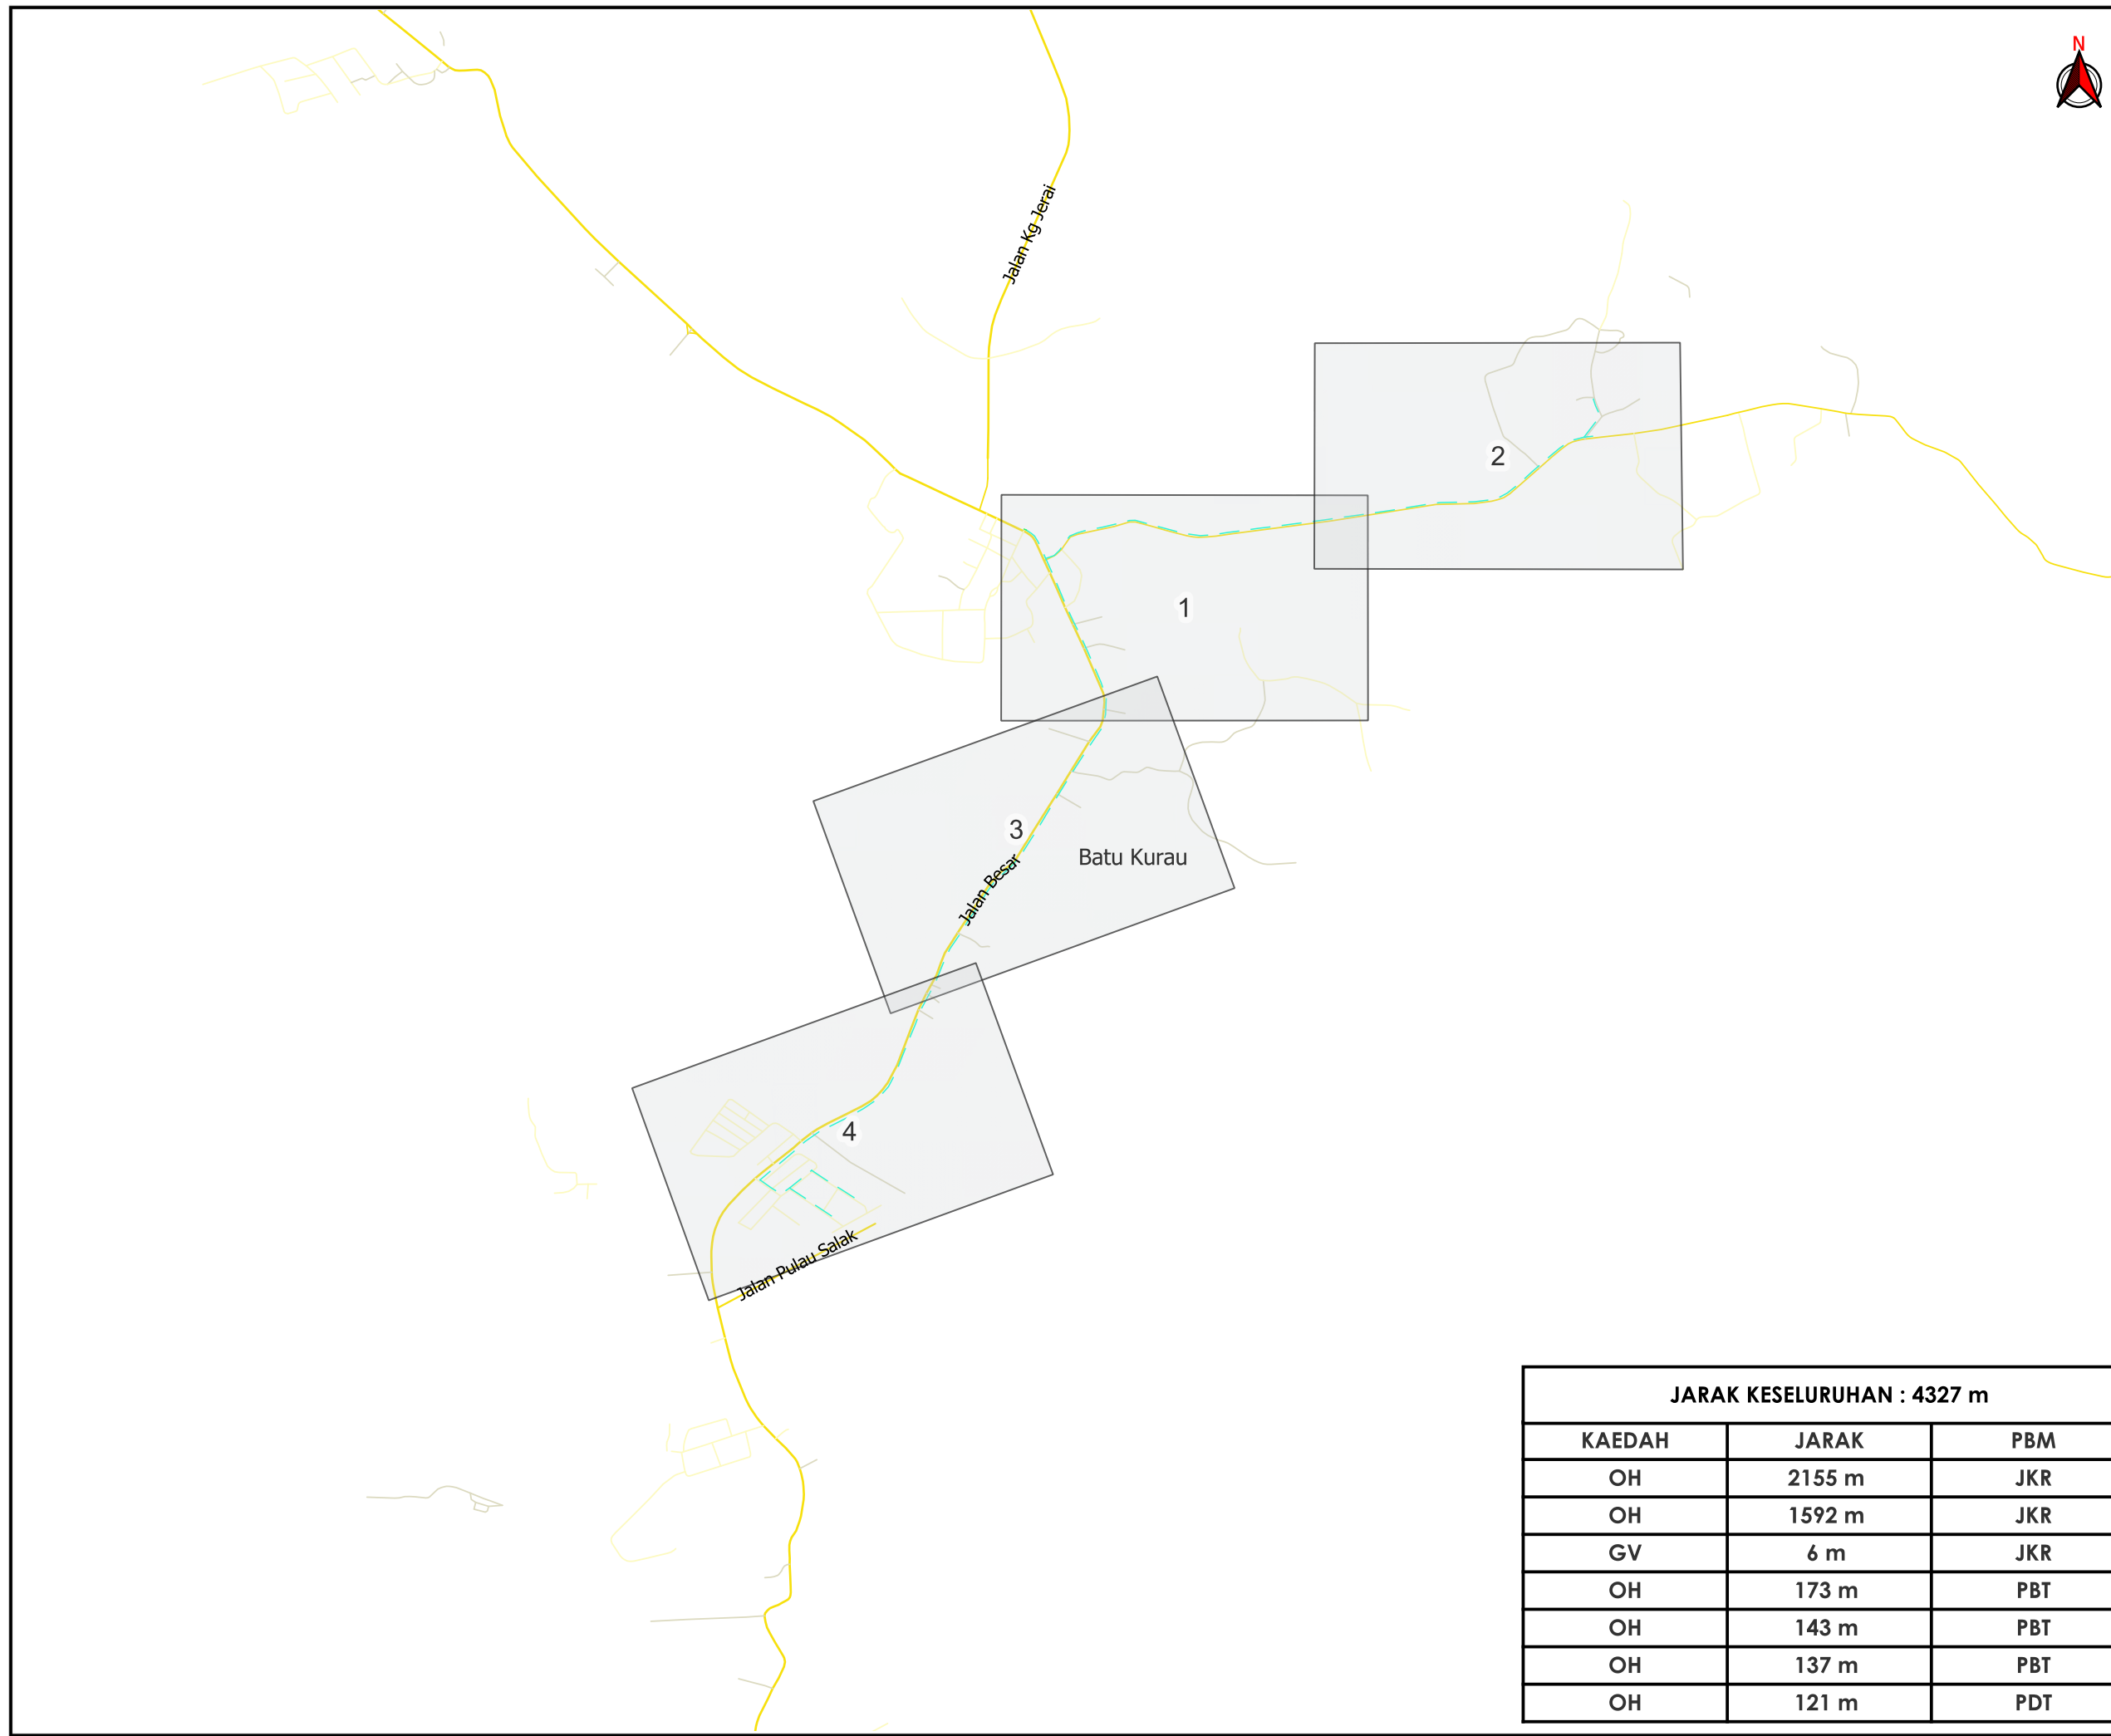 N
Jalan Kg Jerai
2
1
3
Batu Kurau
Jalan Besar
4
Jalan Pulau Salak
JARAK KESELURUHAN : 4327 m
KAEDAH JARAK PBM
OH 2155 m JKR
OH 1592 m JKR
GV 6 m JKR
OH 173 m PBT
OH 143 m PBT
OH 137 m PBT
OH 121 m PDT